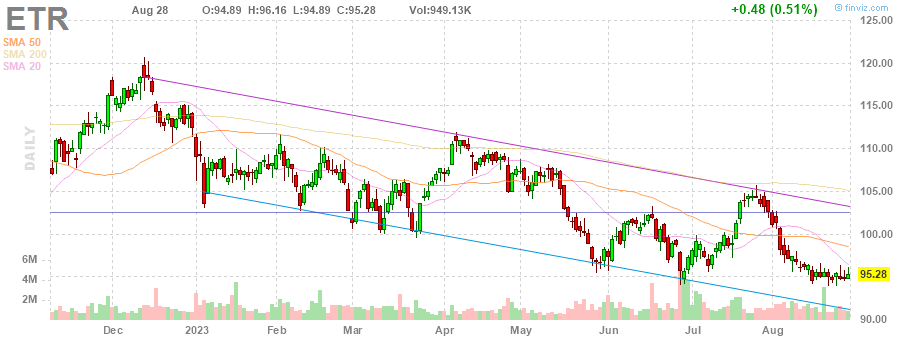 ETR
Aug 28 O:94.89 H:96.16 L:94.89 C:95.28 Vol:949.13K +0.48 (0.51%)
© finviz.com
SMA 50
SMA 200
SMA 20
DAILY
125.00
120.00
115.00
110.00
105.00
100.00
95.28
90.00
6M
4M
2M
Dec 2023 Feb Mar Apr May Jun Jul Aug